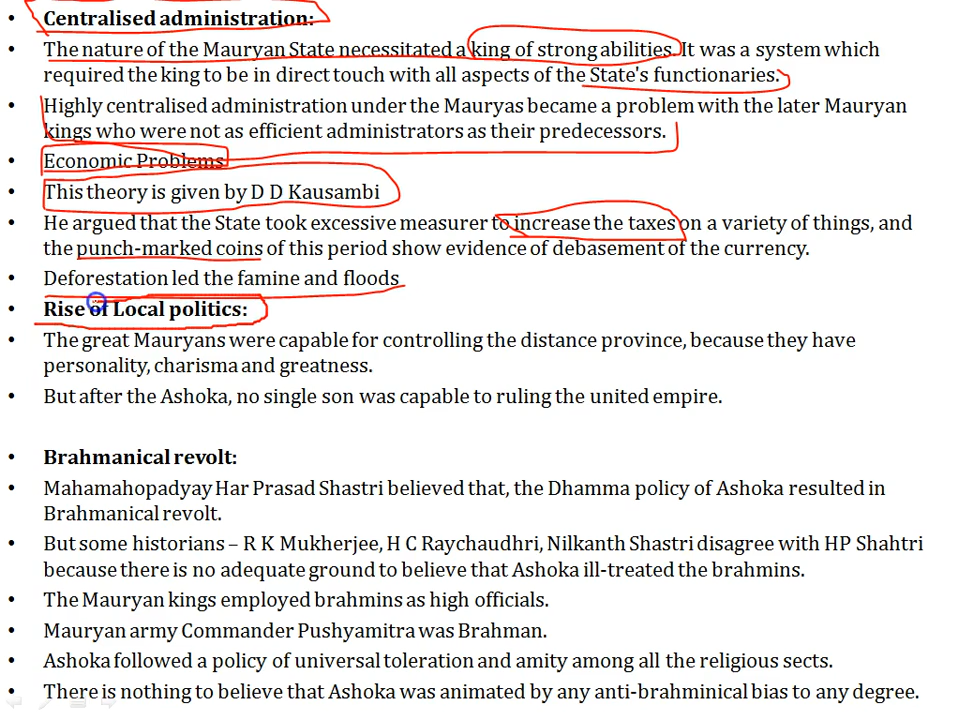 • Centralised administration:
• The nature of the Mauryan State necessitated a king of strong abilities. It was a system which
required the king to be in direct touch with all aspects of the State's functionaries.
• Highly centralised administration under the Mauryas became a problem with the later Mauryan
kings who were not as efficient administrators as their predecessors.
• Economic Problems
• This theory is given by D D Kausambi
• He argued that the State took excessive measurer to increase the taxes on a variety of things, and
the punch-marked coins of this period show evidence of debasement of the currency.
• Deforestation led the famine and floods
• Rise of Local politics:
• The great Mauryans were capable for controlling the distance province, because they have
personality, charisma and greatness.
• But after the Ashoka, no single son was capable to ruling the united empire.
• Brahmanical revolt:
• Mahamahopadyay Har Prasad Shastri believed that, the Dhamma policy of Ashoka resulted in
Brahmanical revolt.
• But some historians – R K Mukherjee, H C Raychaudhri, Nilkanth Shastri disagree with HP Shahtri
because there is no adequate ground to believe that Ashoka ill-treated the brahmins.
• The Mauryan kings employed brahmins as high officials.
• Mauryan army Commander Pushyamitra was Brahman.
• Ashoka followed a policy of universal toleration and amity among all the religious sects.
• There is nothing to believe that Ashoka was animated by any anti-brahminical bias to any degree.